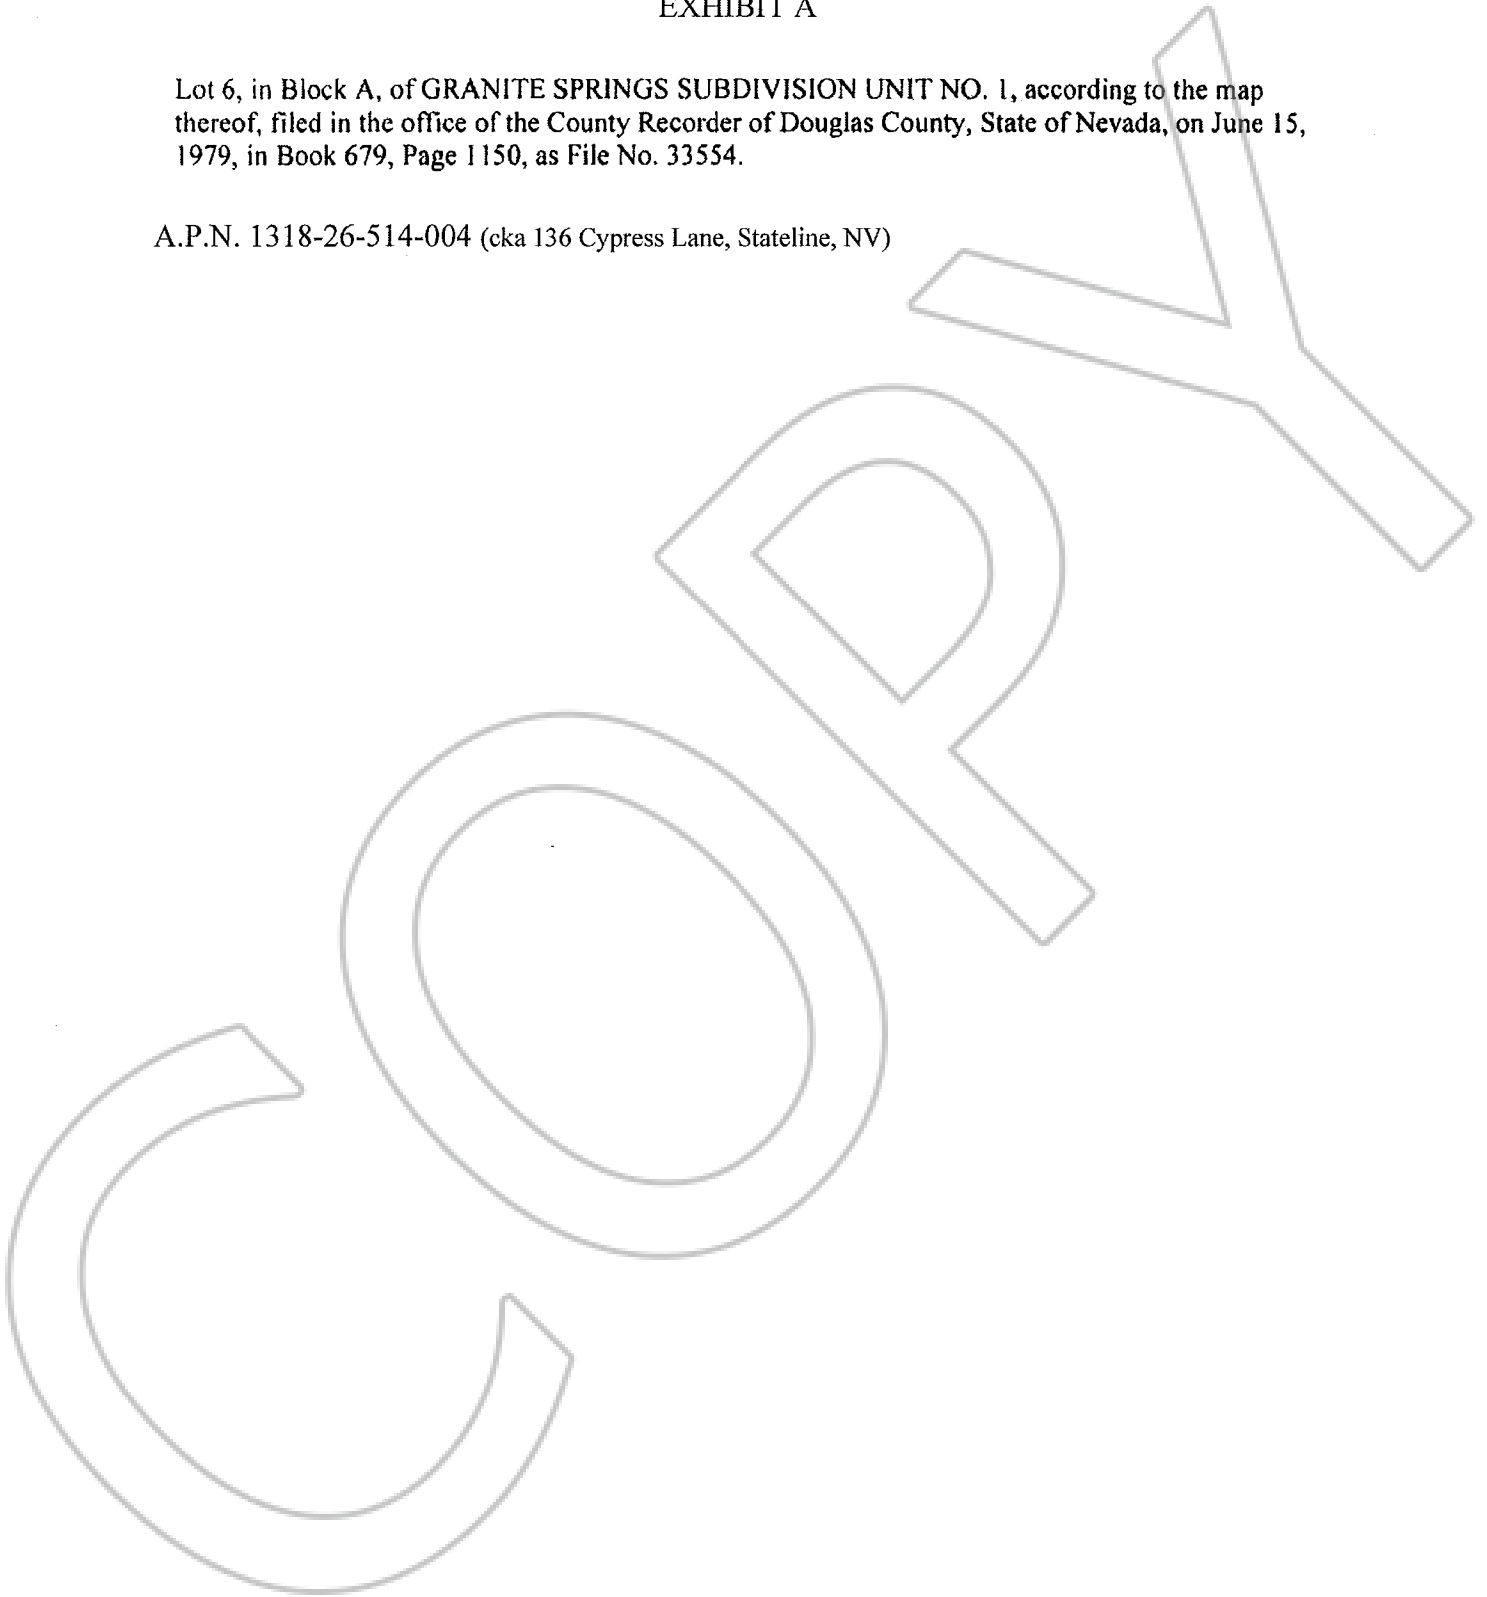 EXHIBIT A
Lot 6, in Block A, of GRANITE SPRINGS SUBDIVISION UNIT NO. 1, according to the map
thereof, filed in the office of the County Recorder of Douglas County, State of Nevada, on June 15,
1979, in Book 679, Page 1150, as File No. 33554.
A.P.N. 1318-26-514-004 (cka 136 Cypress Lane, Stateline, NV)
COPY